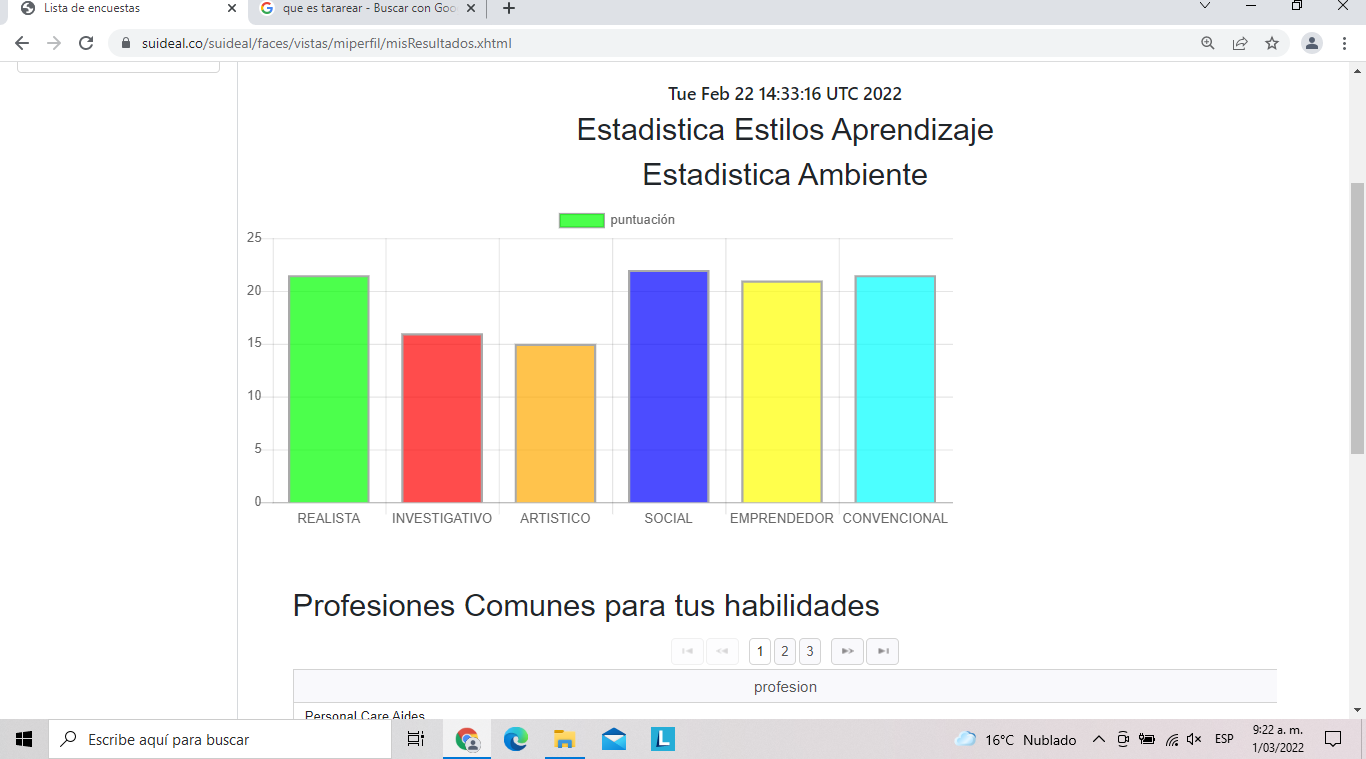 Lista de encuestas
que es tararear - Buscar con Goo
suideal.co/suideal/faces/vistas/miperfil/misResultados.xhtml
Tue Feb 22 14:33:16 UTC 2022
Estadistica Estilos Aprendizaje
Estadistica Ambiente
puntuación
25
20
15
10
5
0
REALISTA INVESTIGATIVO ARTISTICO SOCIAL EMPRENDEDOR CONVENCIONAL
Profesiones Comunes para tus habilidades
1 2 3
profesion
Personal Care Aides
Escribe aquí para buscar
L
16°C Nublado
ESP
9:22 a. m.
1/03/2022